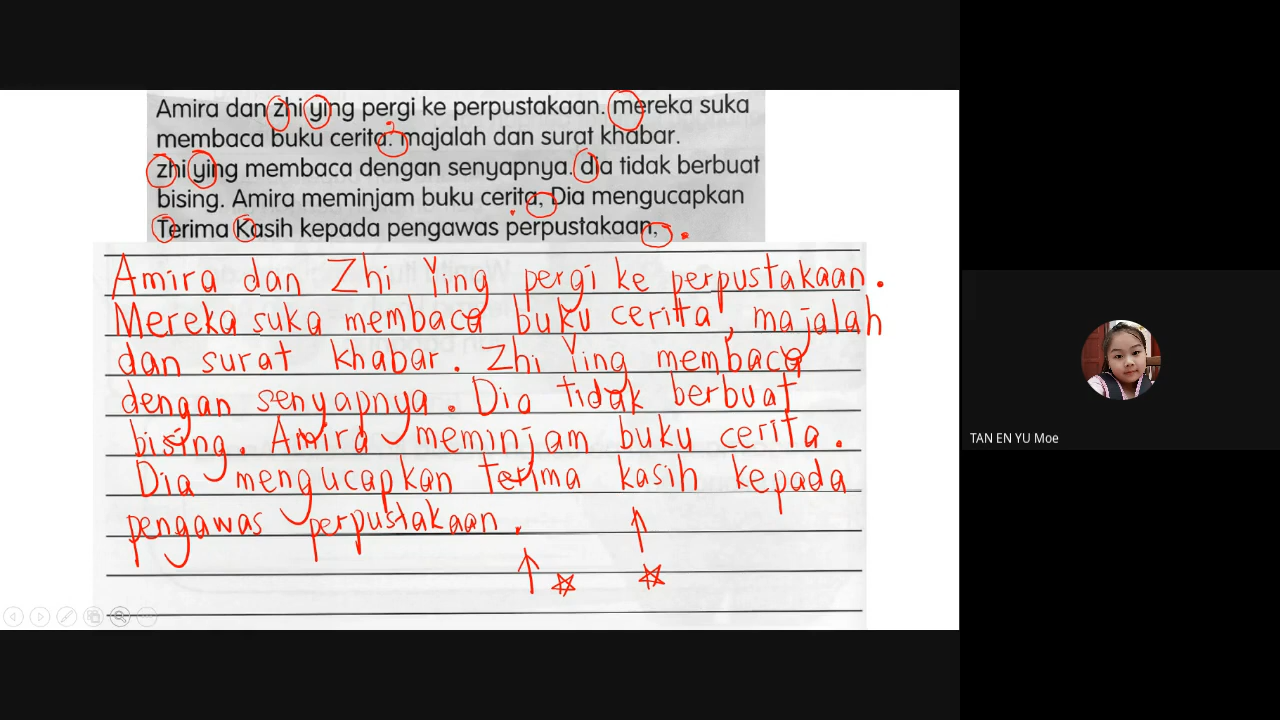 Amira dan zhi ying pergi ke perpustakaan. mereka suka
membaca buku cerita. majalah dan surat khabar.
zhi ying membaca dengan senyapnya. dia tidak berbuat
bising. Amira meminjam buku cerita, Dia mengucapkan
Terima Kasih kepada pengawas perpustakaan,
Amira dan Zhi Ying pergi ke perpustakaan.
Mereka suka membaca buku cerita, majalah
dan surat khabar. Zhi Ying membaca
dengan senyapnya. Dia tidak berbuat
bising. Amira meminjam buku cerita.
Dia mengucapkan terima kasih kepada
pengawas perpustakaan.
TAN EN YU Moe